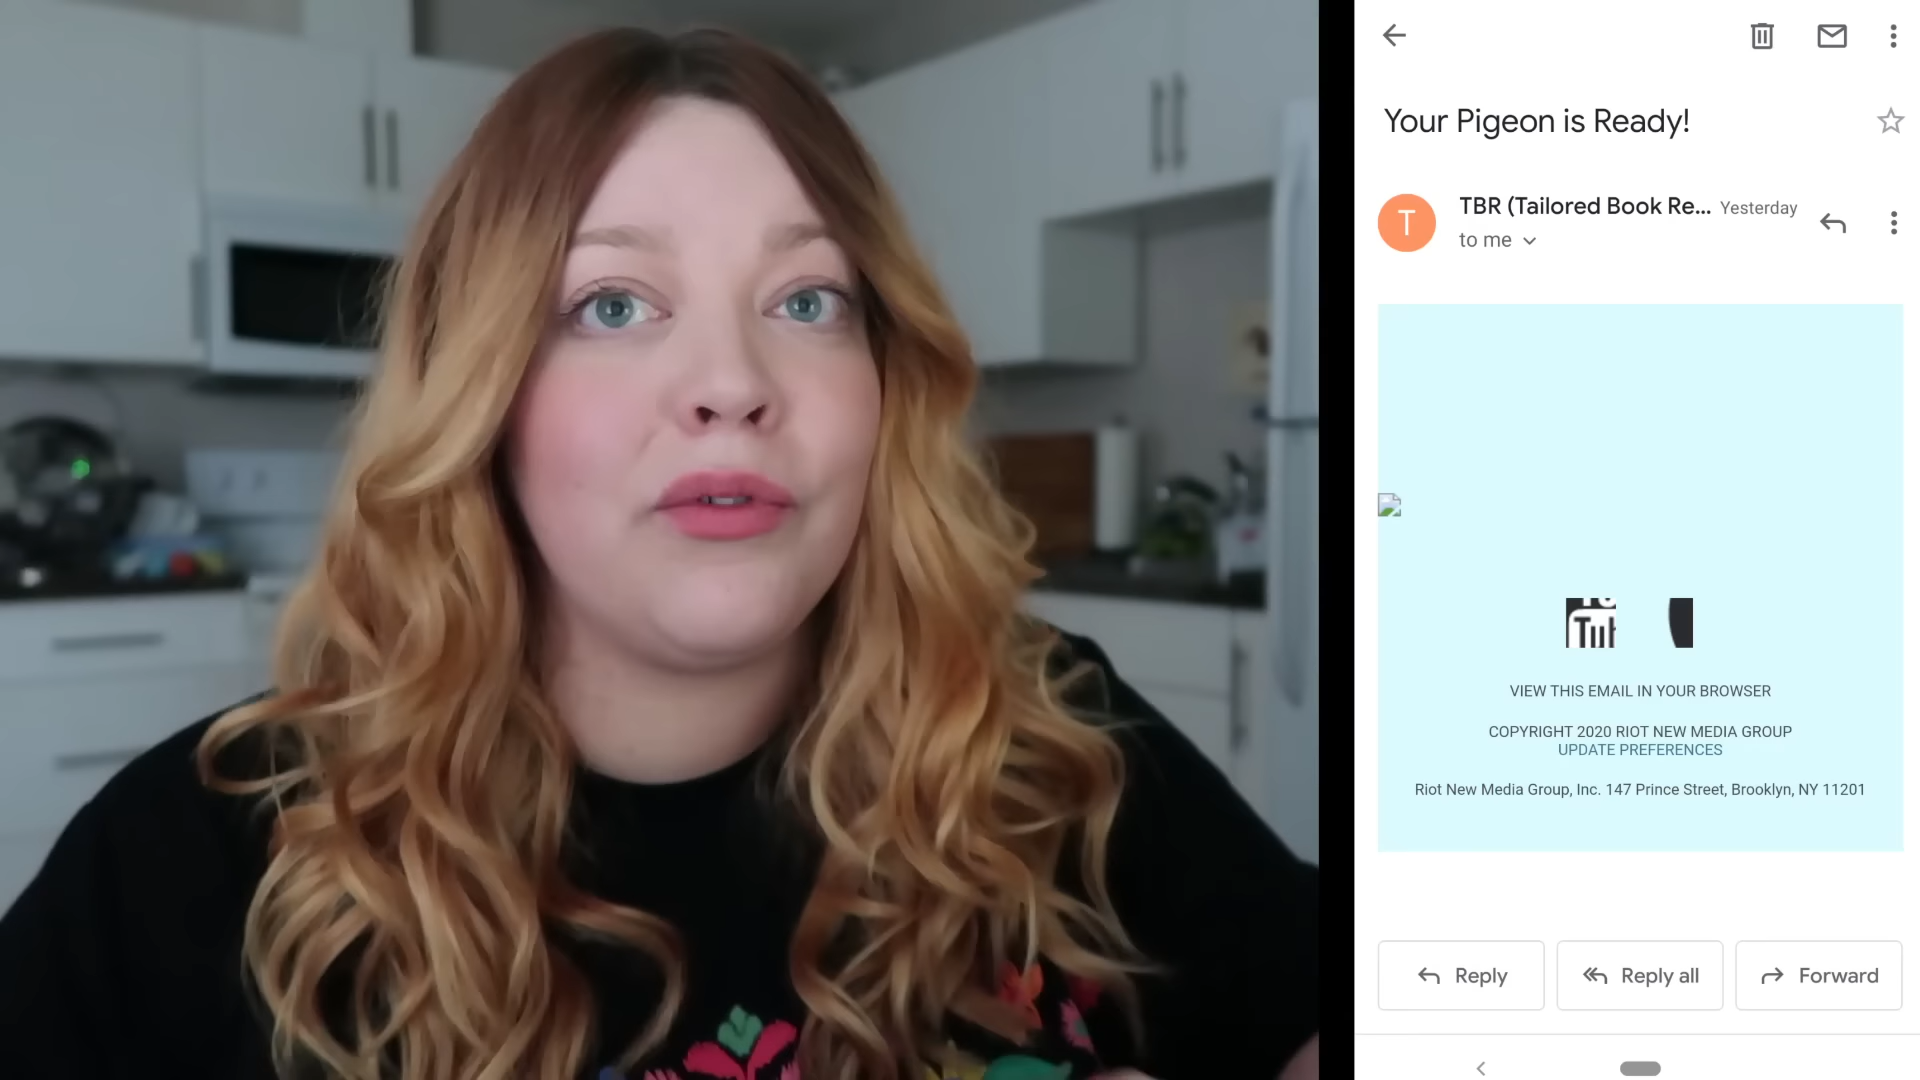 Your Pigeon is Ready!
T
TBR (Tailored Book Re... Yesterday
to me
VIEW THIS EMAIL IN YOUR BROWSER
COPYRIGHT 2020 RIOT NEW MEDIA GROUP
UPDATE PREFERENCES
Riot New Media Group, Inc. 147 Prince Street, Brooklyn, NY 11201
Reply
Reply all
Forward